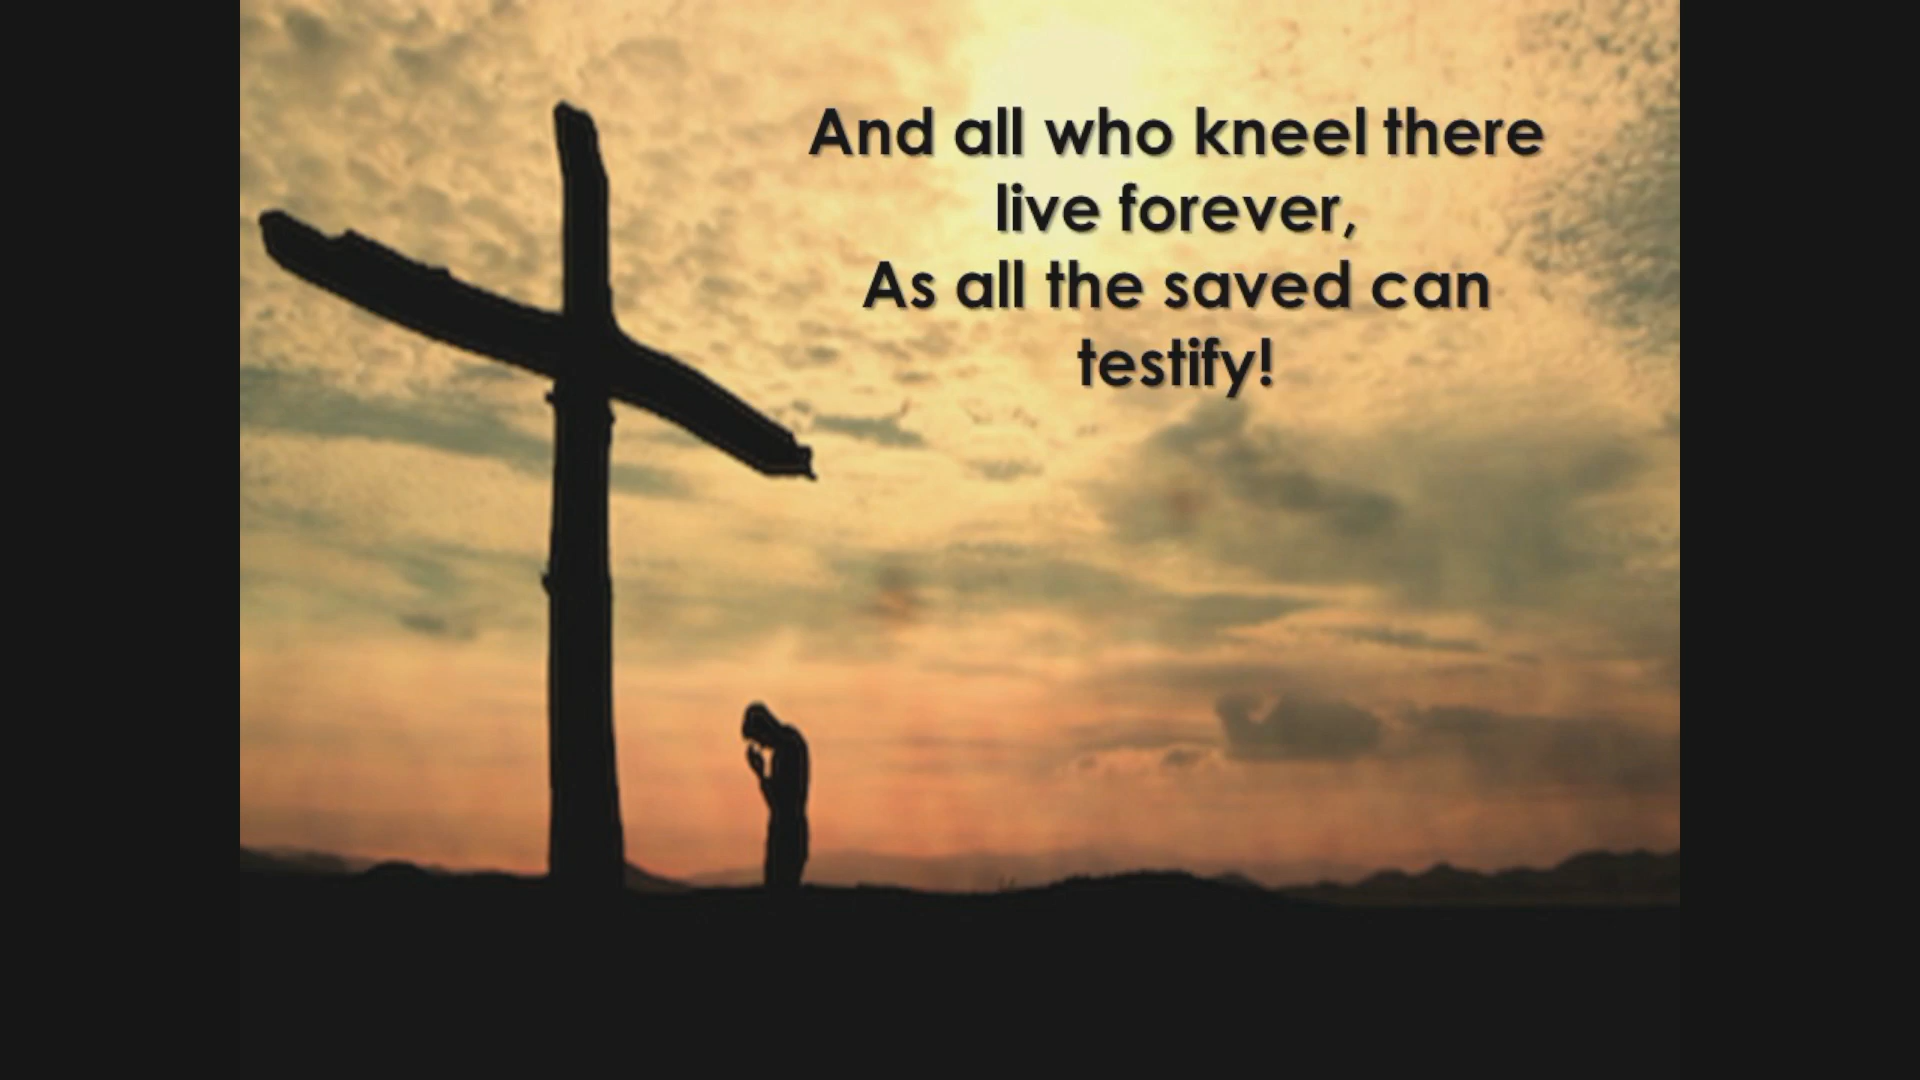 And all who kneel there
live forever,
As all the saved can
testify!